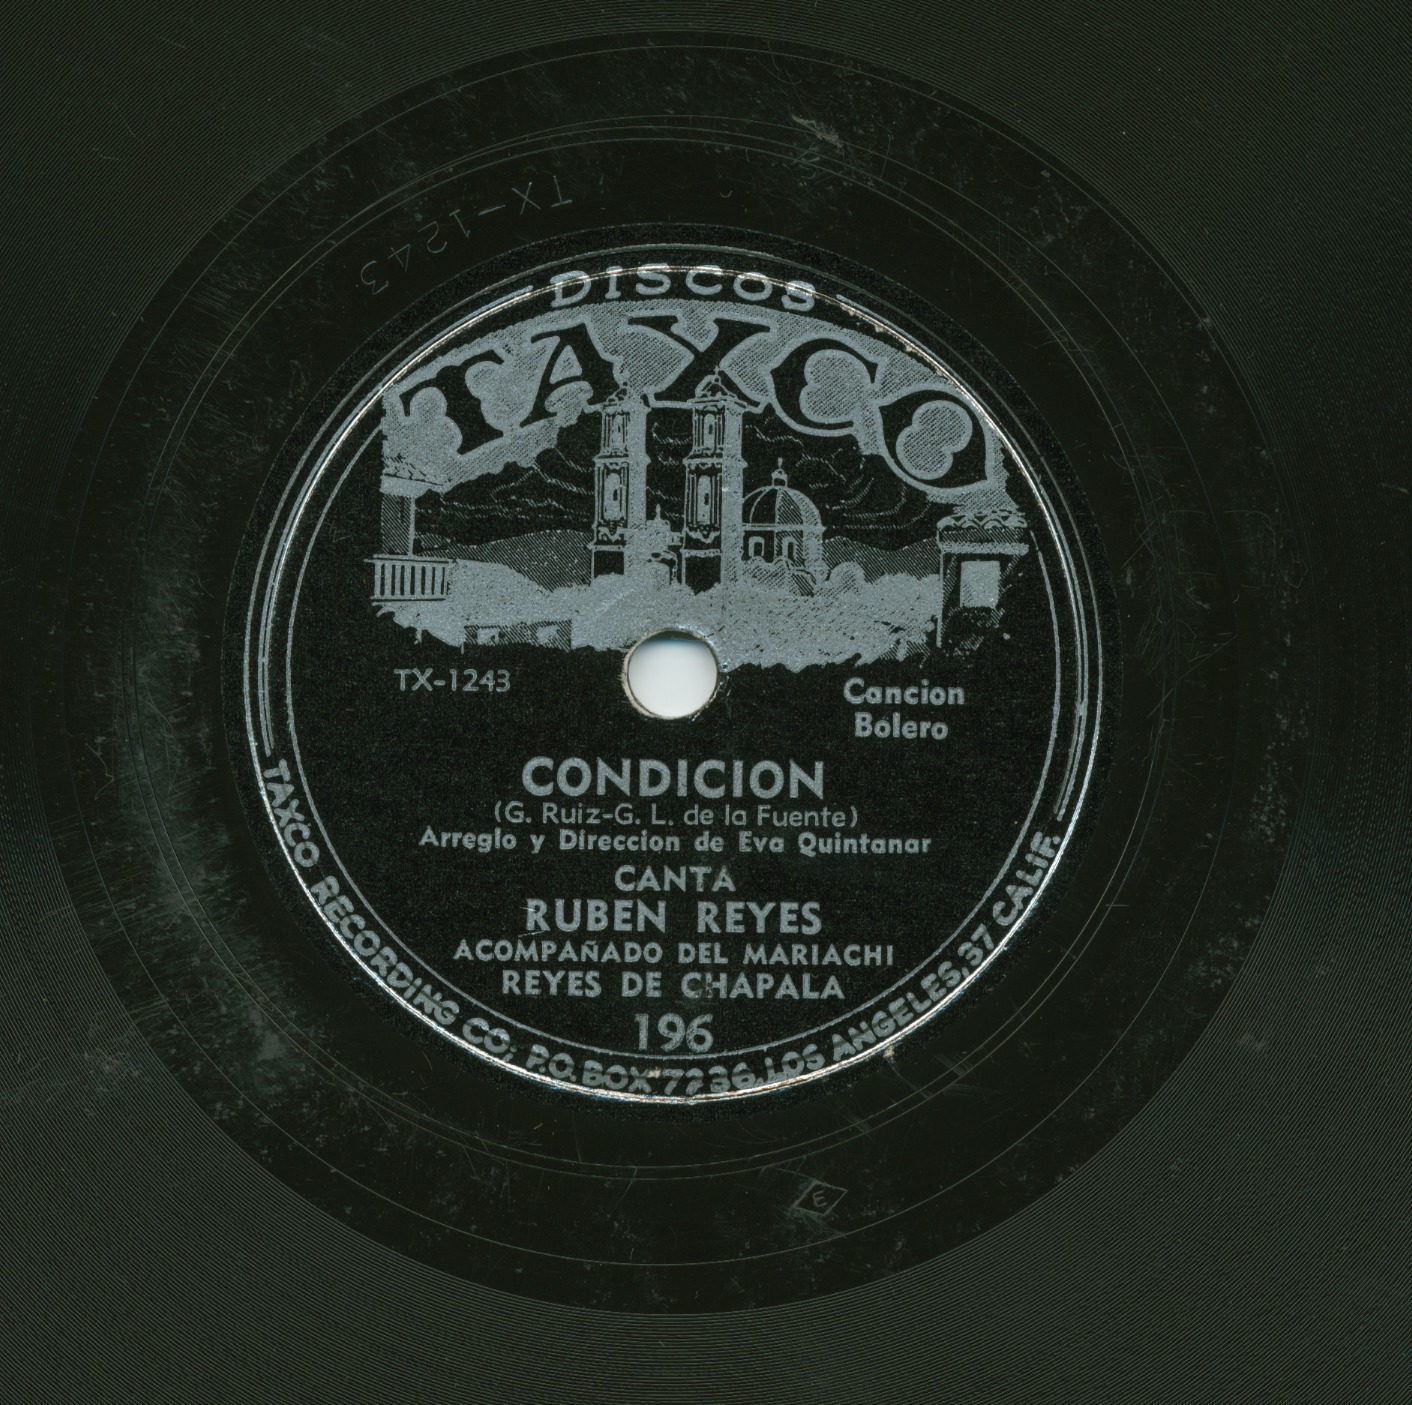 TX-1243
DISCOS
TAXCO
TX-1243
Cancion
Bolero
CONDICION
(G. Ruiz-G. L. de la Fuente)
Arreglo y Direccion de Eva Quintanar
CANTA
RUBEN REYES
ACOMPAÑADO DEL MARIACHI
REYES DE CHAPALA
196
TAXCO RECORDING CO; P.O. BOX 7236, LOS ANGELES, 37 CALIF.
E